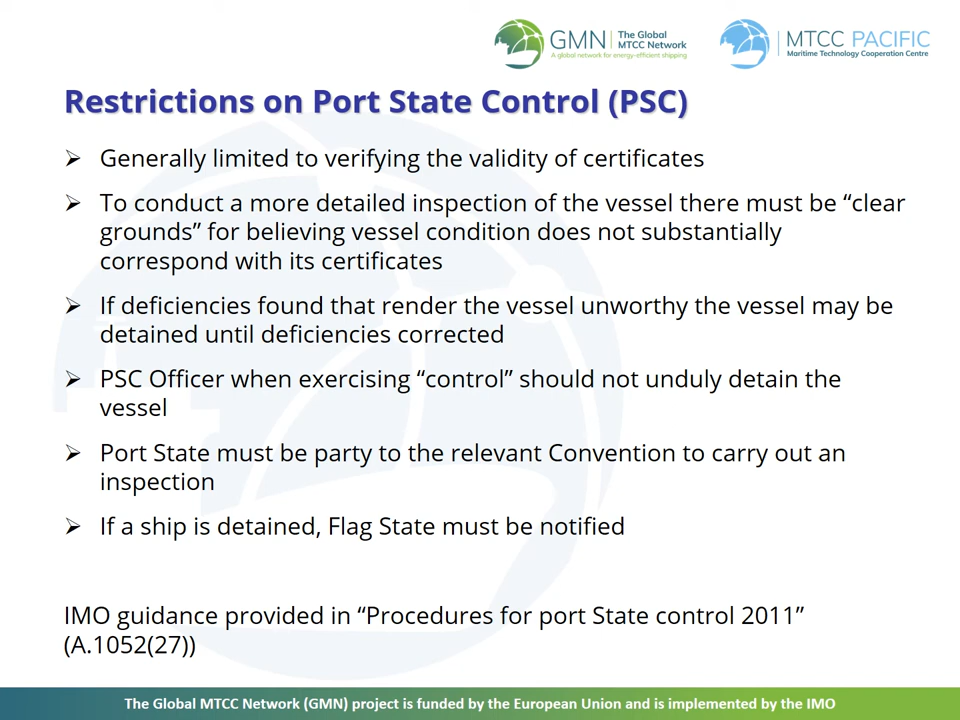 GMN
The Global
MTCC Network
A global network for energy-efficient shipping
MTCC PACIFIC
Maritime Technology Cooperation Centre
Restrictions on Port State Control (PSC)
➢ Generally limited to verifying the validity of certificates
➢ To conduct a more detailed inspection of the vessel there must be “clear
grounds” for believing vessel condition does not substantially
correspond with its certificates
➢ If deficiencies found that render the vessel unworthy the vessel may be
detained until deficiencies corrected
➢ PSC Officer when exercising “control” should not unduly detain the
vessel
➢ Port State must be party to the relevant Convention to carry out an
inspection
➢ If a ship is detained, Flag State must be notified
IMO guidance provided in “Procedures for port State control 2011”
(A.1052(27))
The Global MTCC Network (GMN) project is funded by the European Union and is implemented by the IMO